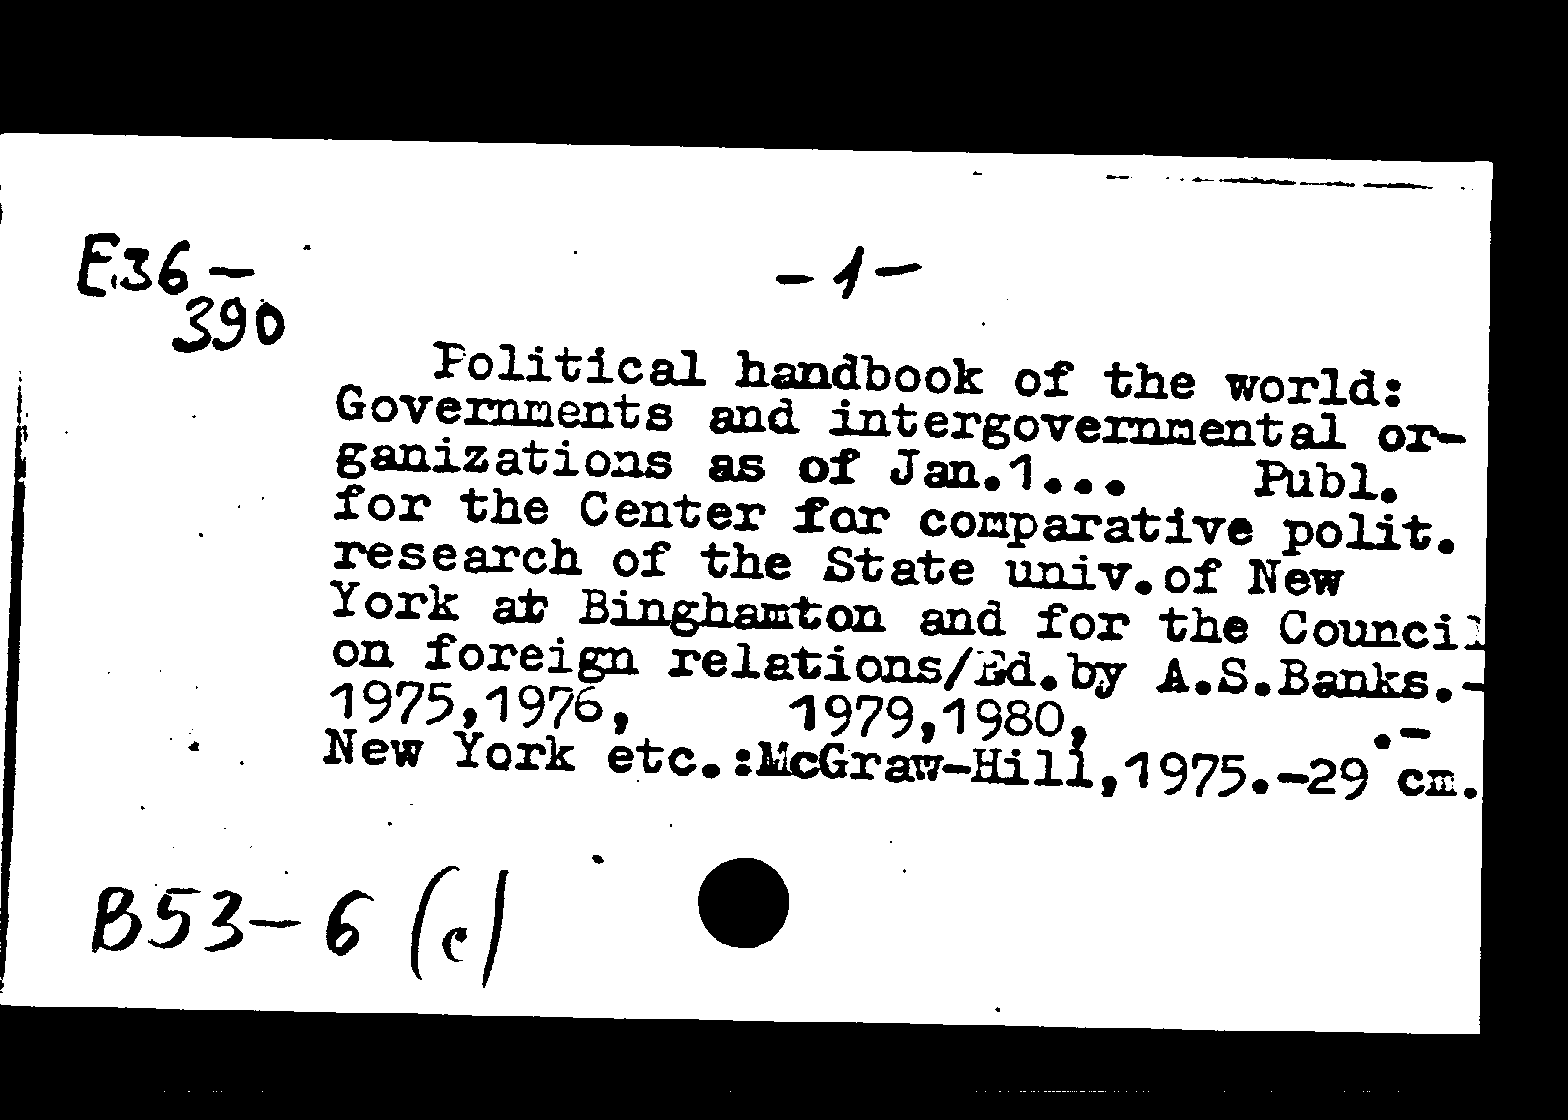 E.36-
390
-1-
Political handbook of the world:
Governments and intergovernmental or-
ganizations as of Jan.1... Publ.
for the Center for comparative polit.
research of the State univ.of New
York at Binghamton and for the Council
on foreign relations/Ed.by A.S.Banks.-
1975,1976, 1979,1980, .-
New York etc.:McGraw-Hill,1975.-29 cm.
B53-6 (c)